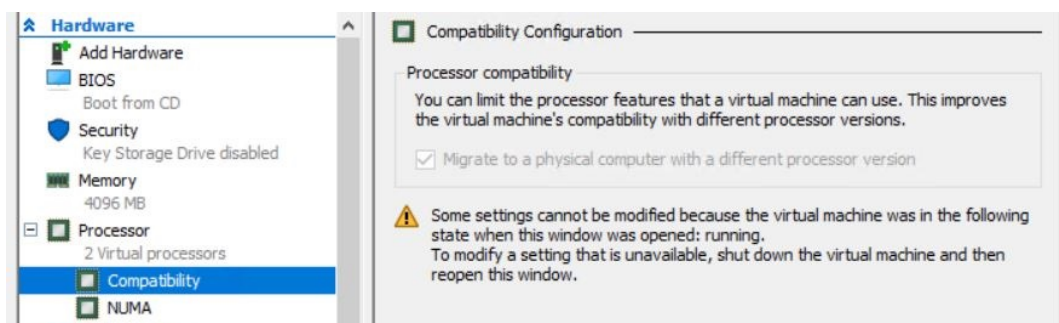 Hardware
Add Hardware
BIOS
Boot from CD
Security
Key Storage Drive disabled
Memory
4096 MB
Processor
2 Virtual processors
Compatibility
NUMA
Compatibility Configuration
Processor compatibility
You can limit the processor features that a virtual machine can use. This improves
the virtual machine's compatibility with different processor versions.
Migrate to a physical computer with a different processor version
Some settings cannot be modified because the virtual machine was in the following
state when this window was opened: running.
To modify a setting that is unavailable, shut down the virtual machine and then
reopen this window.